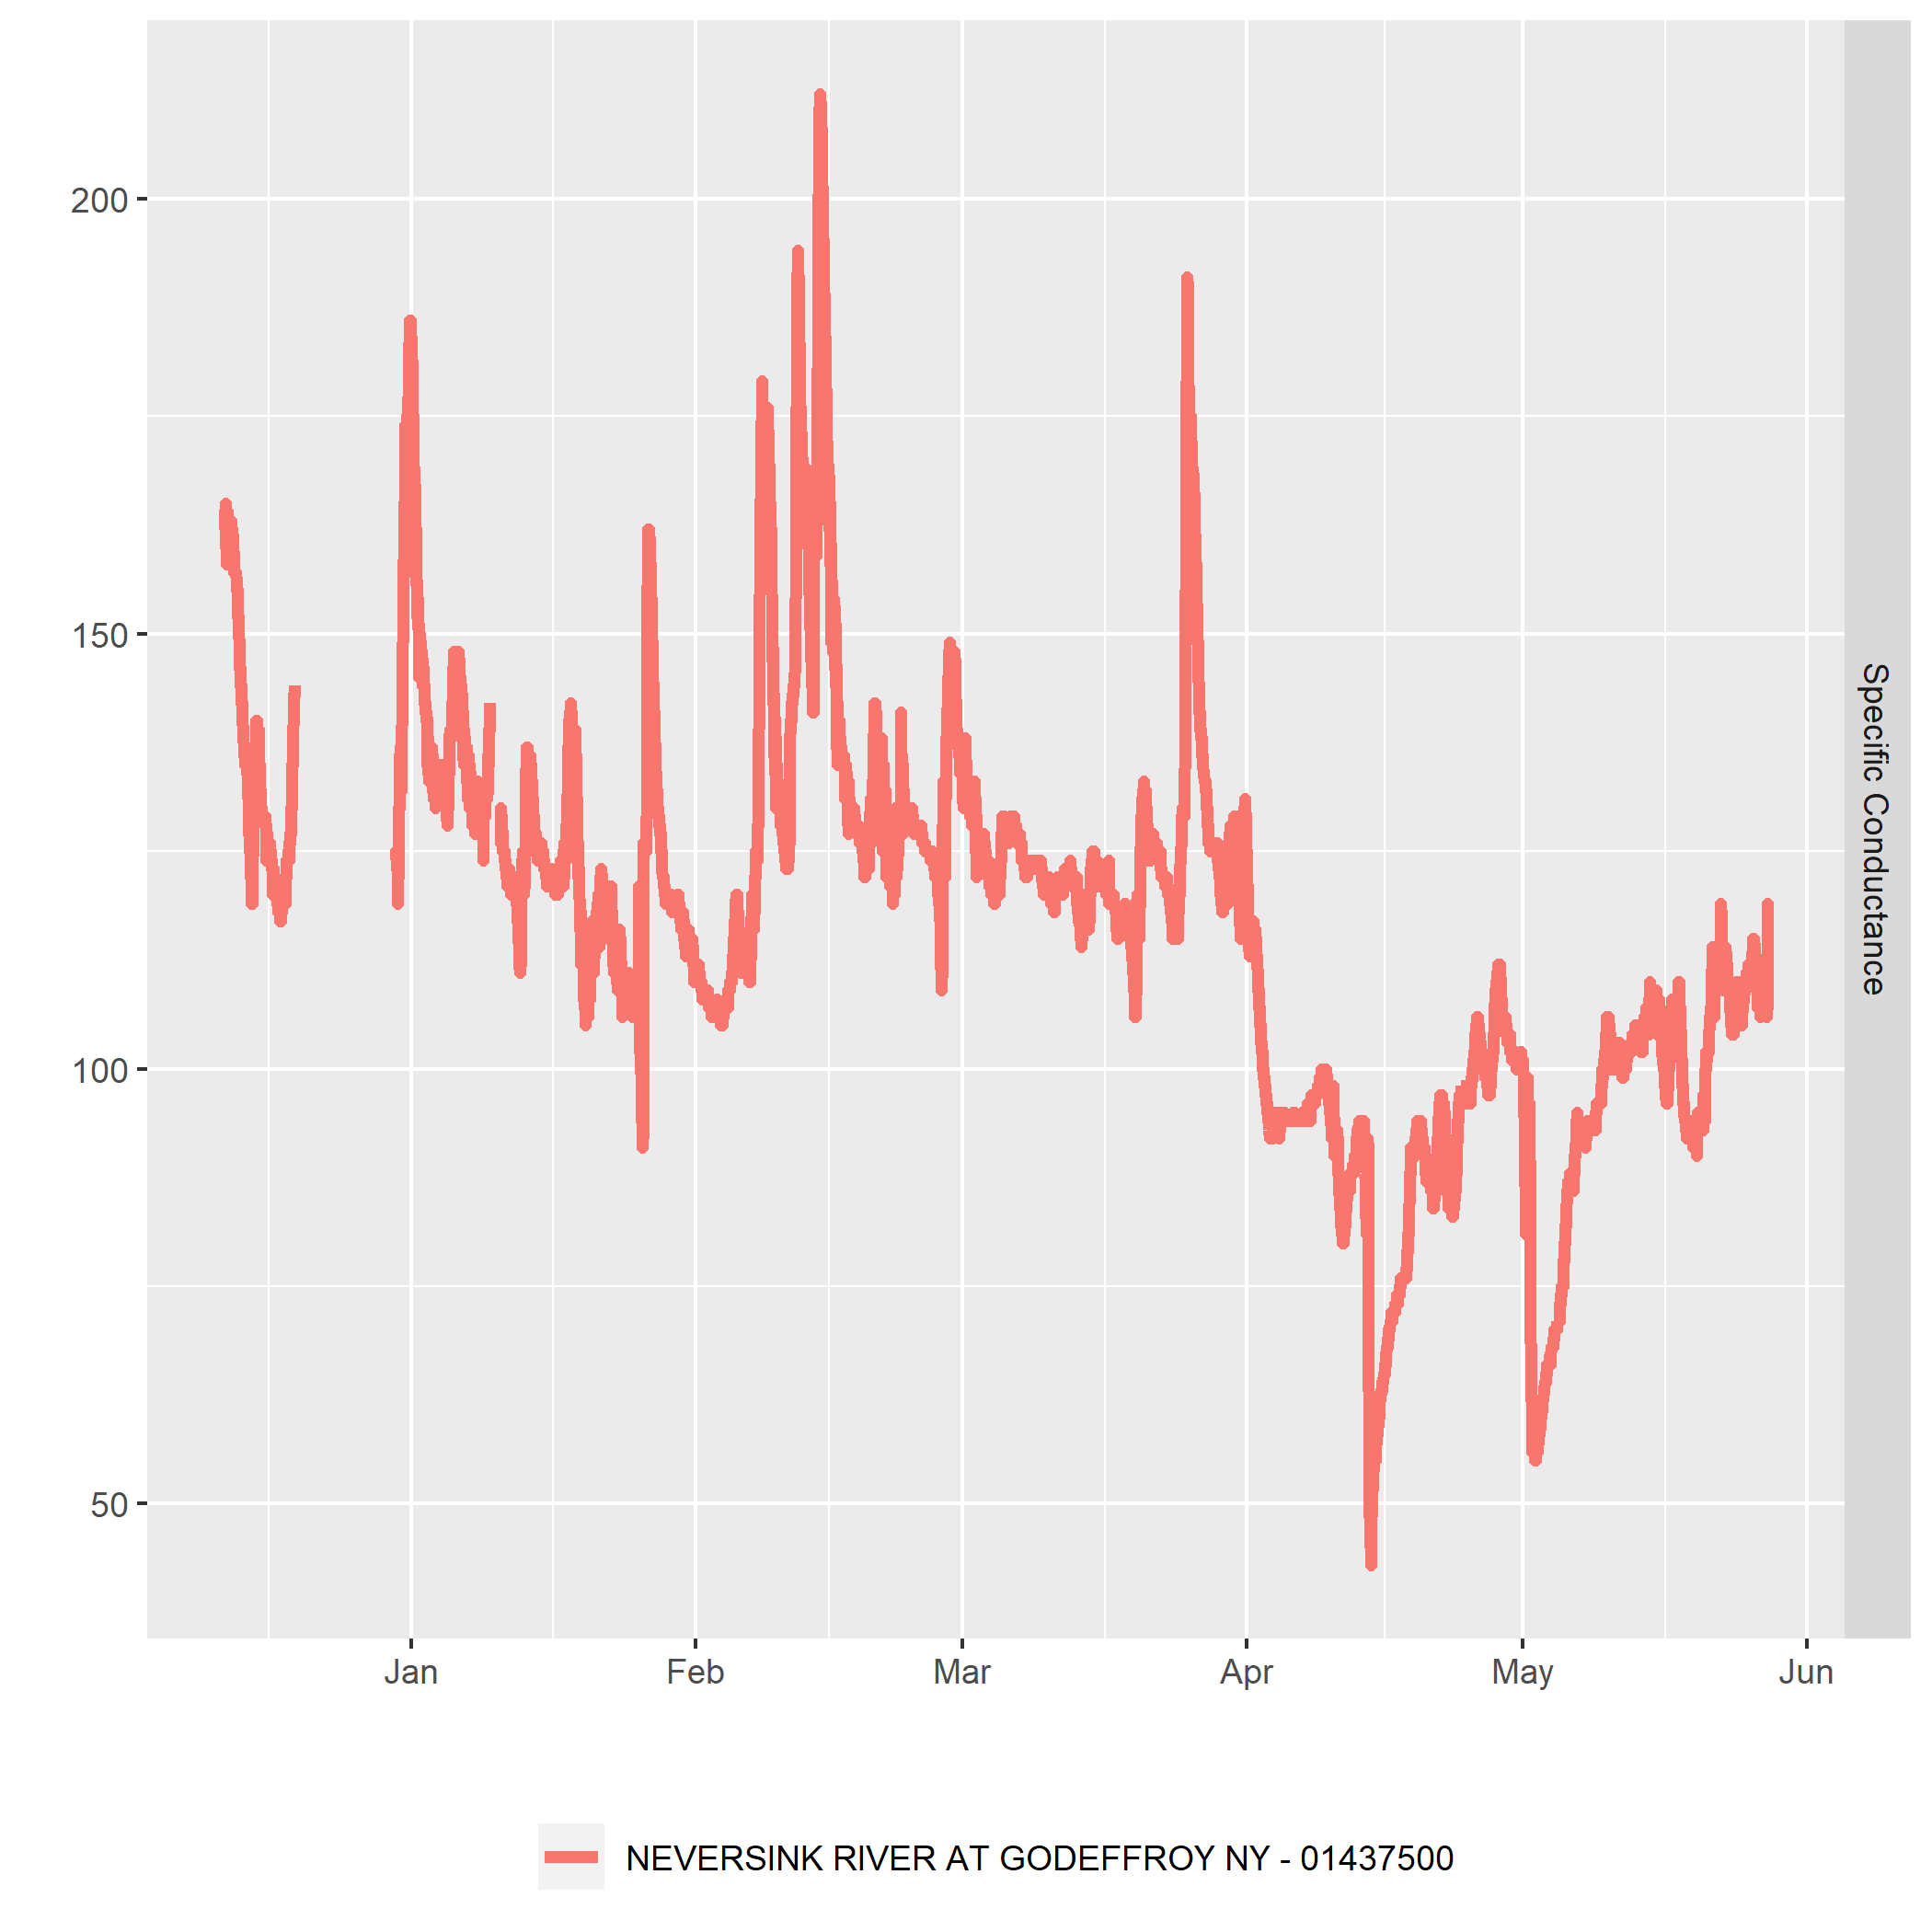 200
150
100
50
Specific Conductance
Jan Feb Mar Apr May Jun
NEVERSINK RIVER AT GODEFFROY NY - 01437500